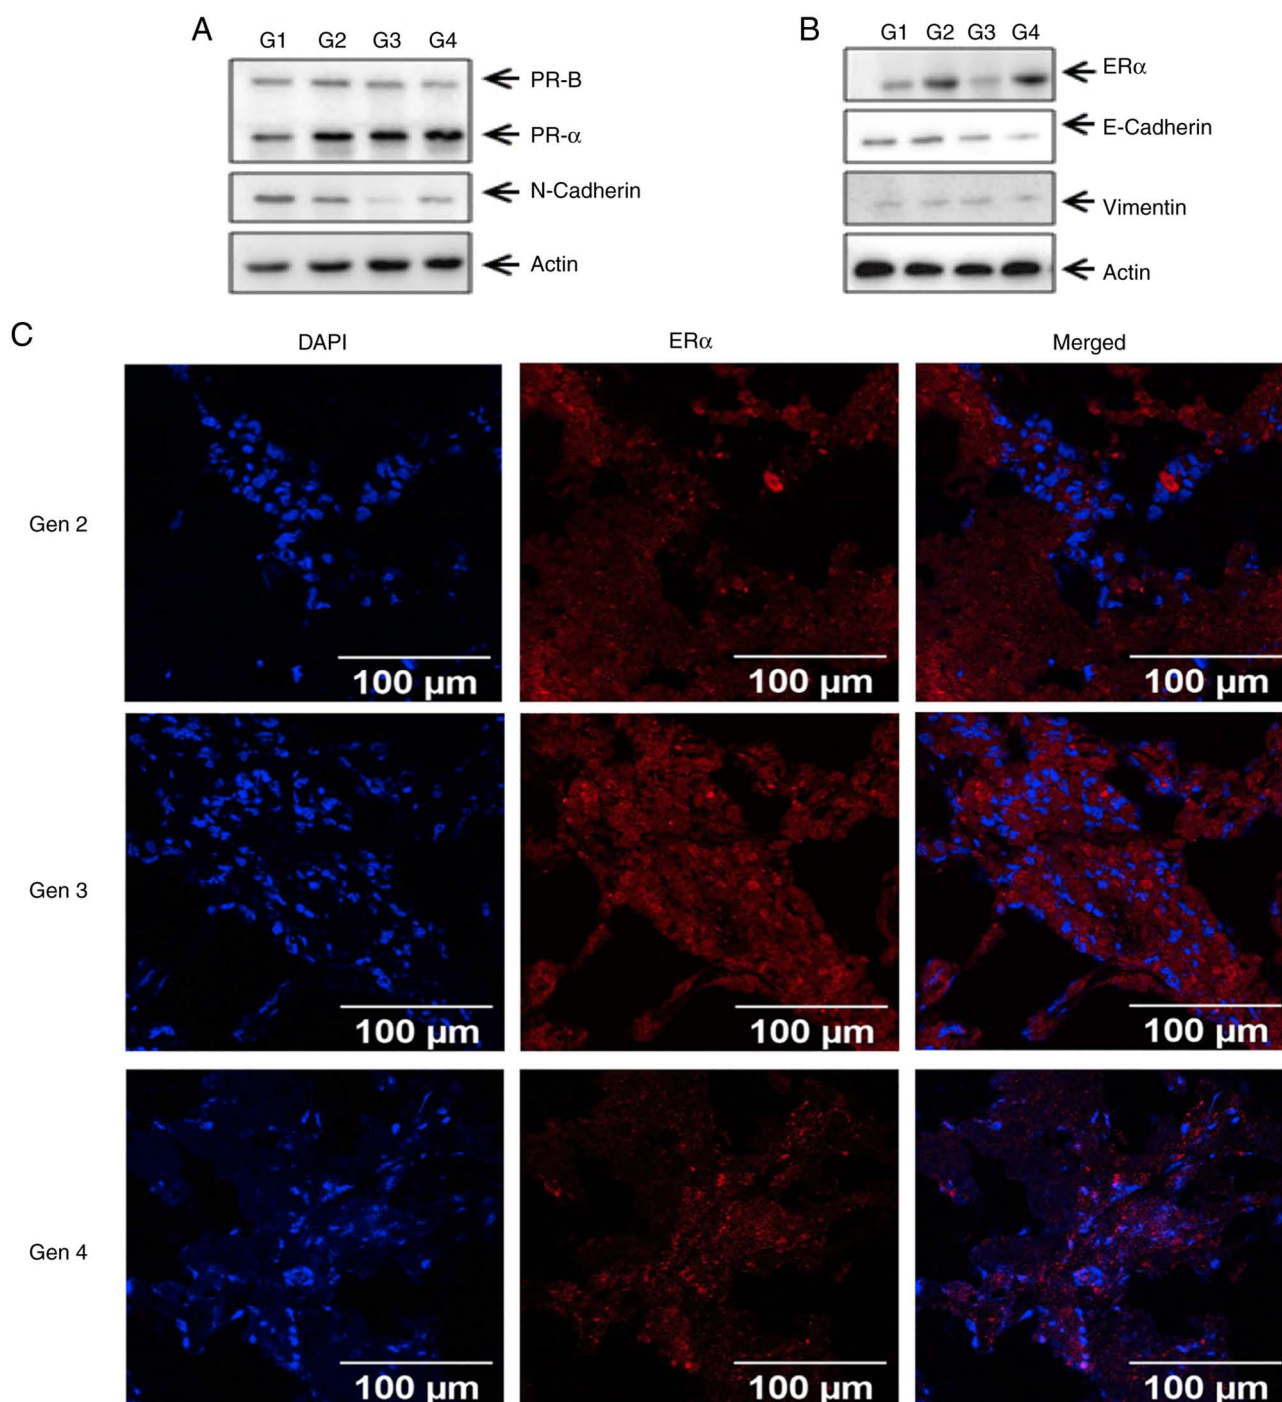 A
G1 G2 G3 G4
PR-B
PR-α
N-Cadherin
Actin
B
G1 G2 G3 G4
ERα
E-Cadherin
Vimentin
Actin
C
DAPI ERα Merged
Gen 2
100 µm 100 µm 100 µm
Gen 3
100 µm 100 µm 100 µm
Gen 4
100 µm 100 µm 100 µm